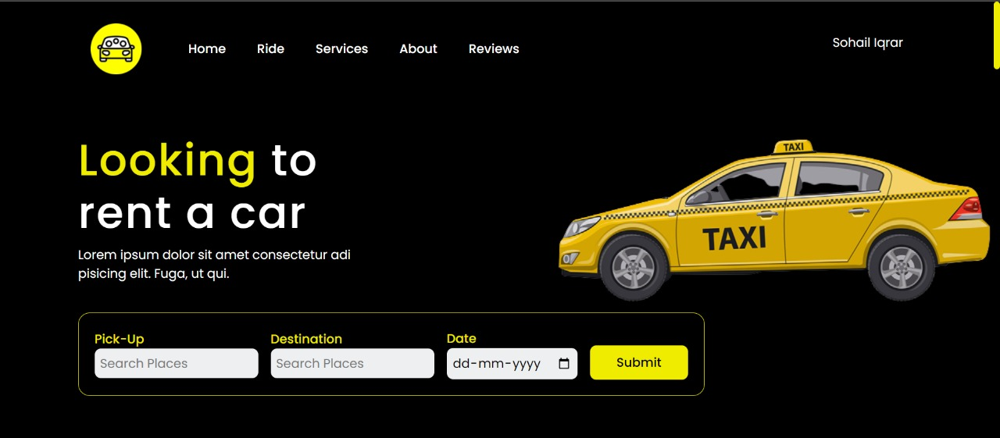 Home Ride Services About Reviews
Sohail Iqrar
Looking to
rent a car
Lorem ipsum dolor sit amet consectetur adi
pisicing elit. Fuga, ut qui.
TAXI
TAXI
Pick-Up Destination Date
Search Places Search Places dd-mm-yyyy Submit